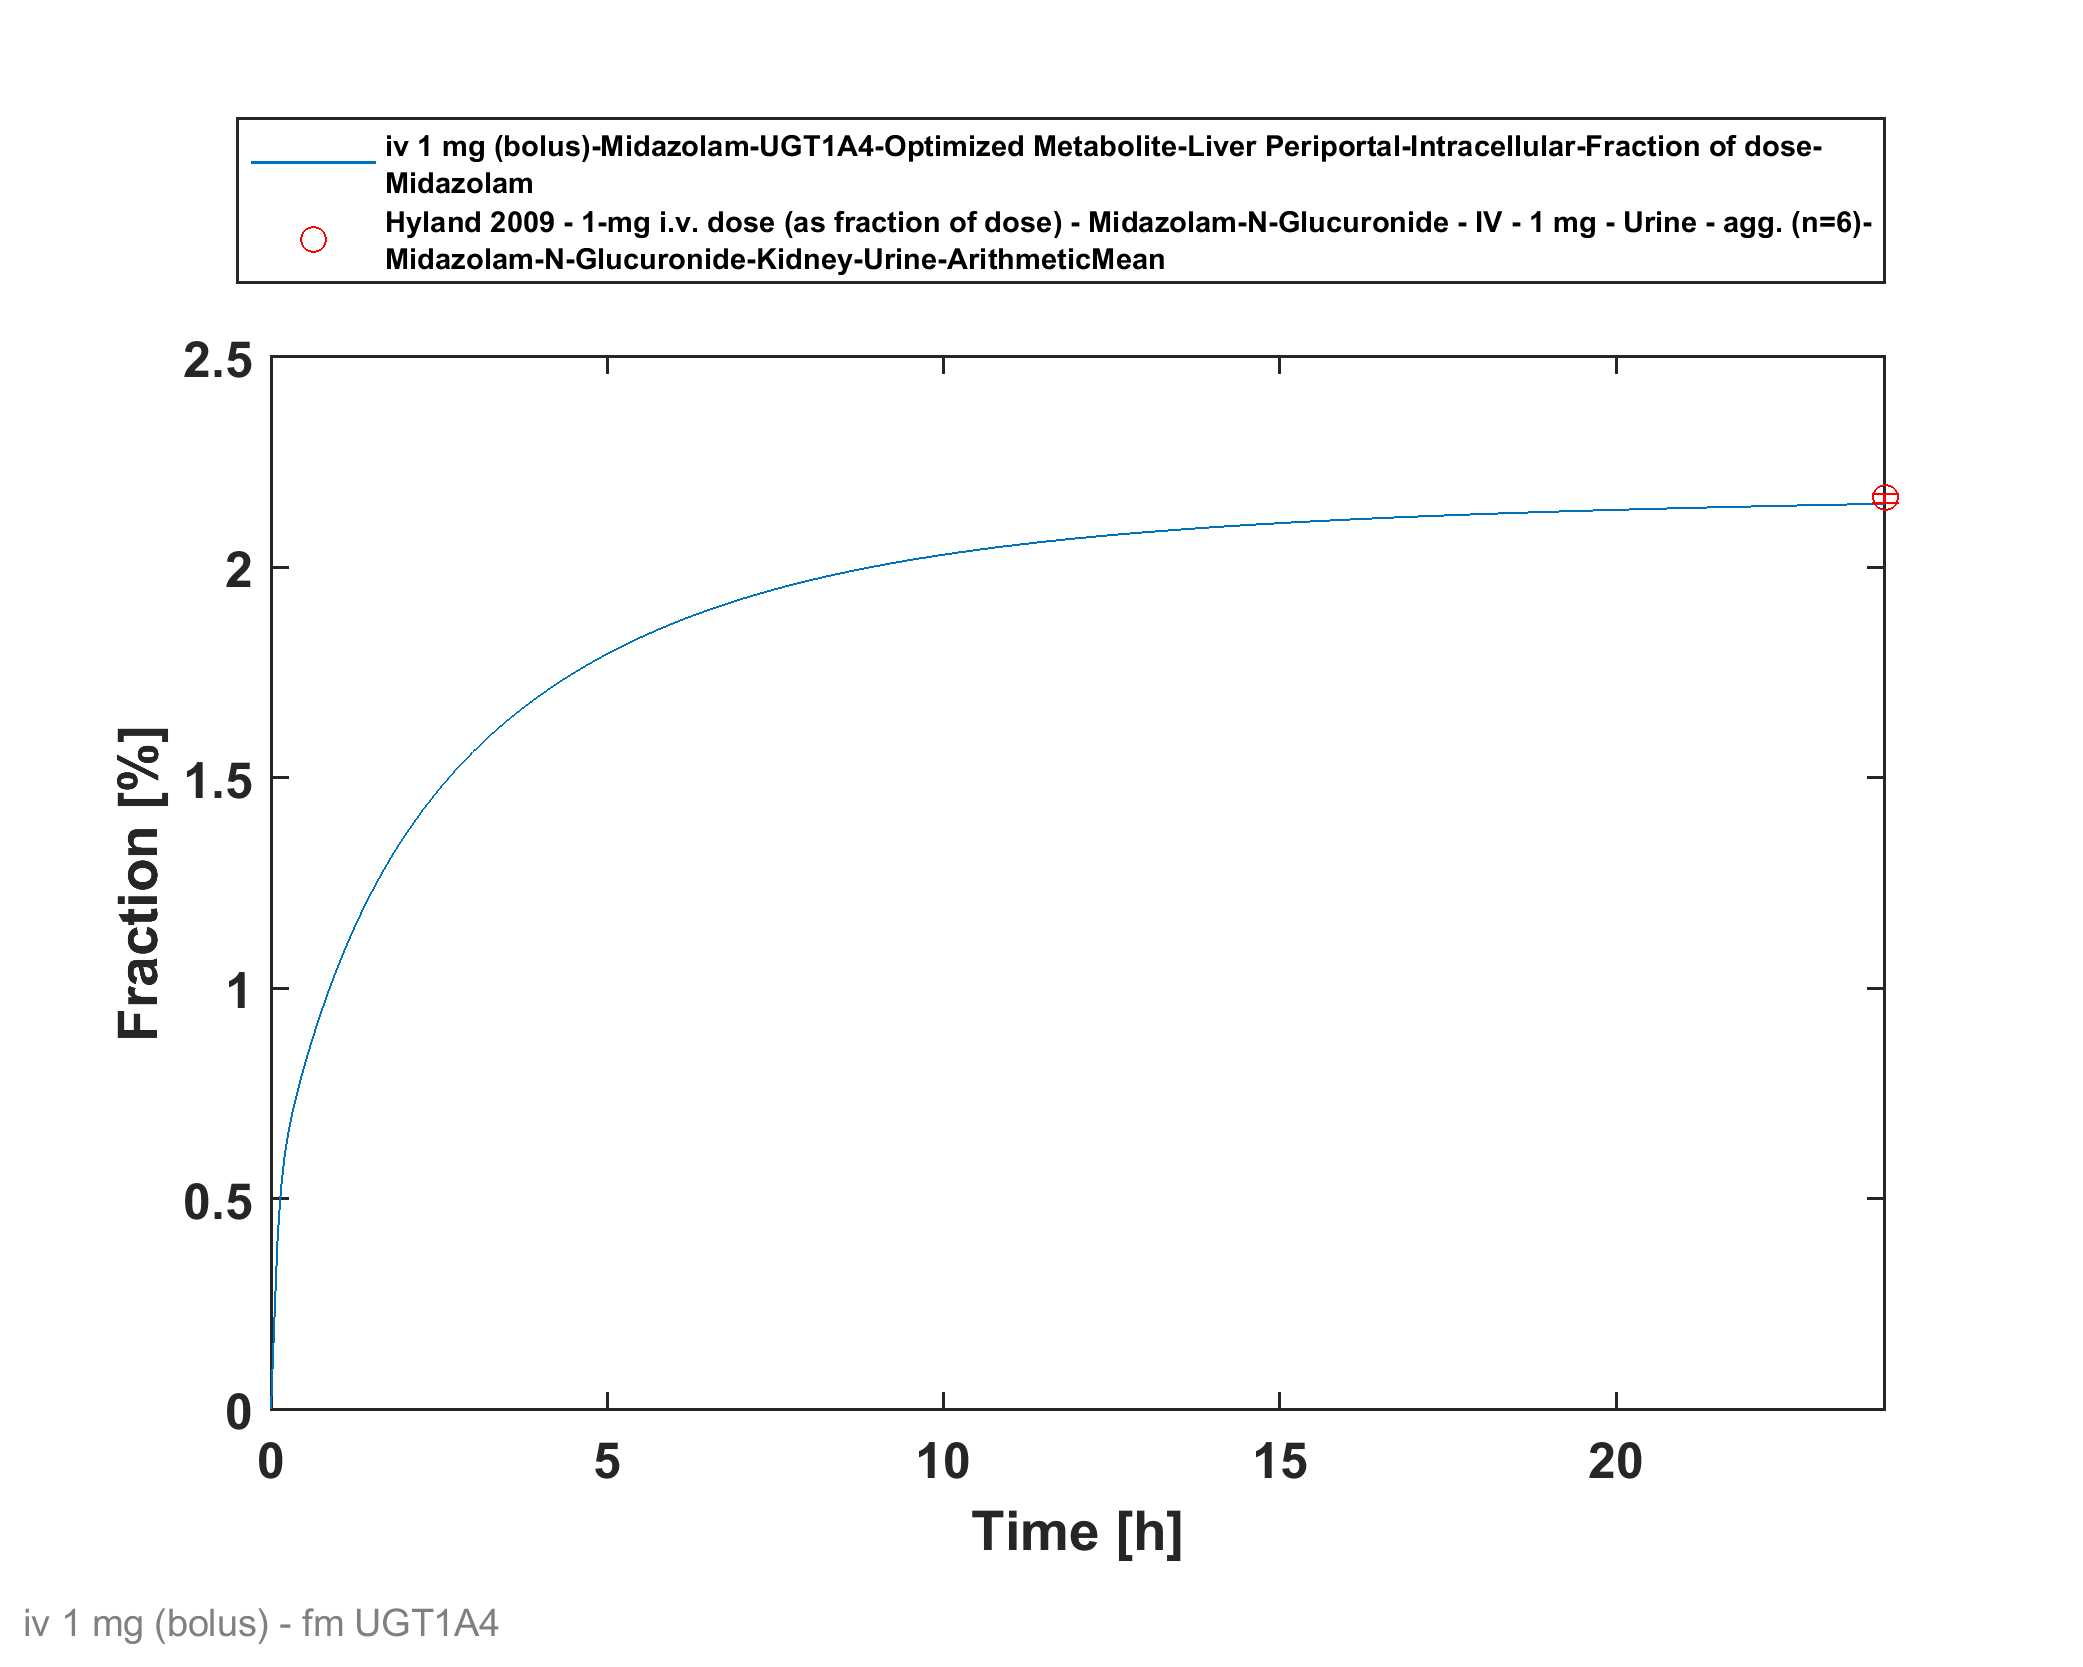 iv 1 mg (bolus)-Midazolam-UGT1A4-Optimized Metabolite-Liver Periportal-Intracellular-Fraction of dose-
Midazolam
Hyland 2009 - 1-mg i.v. dose (as fraction of dose) - Midazolam-N-Glucuronide - IV - 1 mg - Urine - agg. (n=6)-
Midazolam-N-Glucuronide-Kidney-Urine-ArithmeticMean
2.5
2
1.5
1
0.5
0
Fraction [%]
0 5 10 15 20
Time [h]
iv 1 mg (bolus) - fm UGT1A4